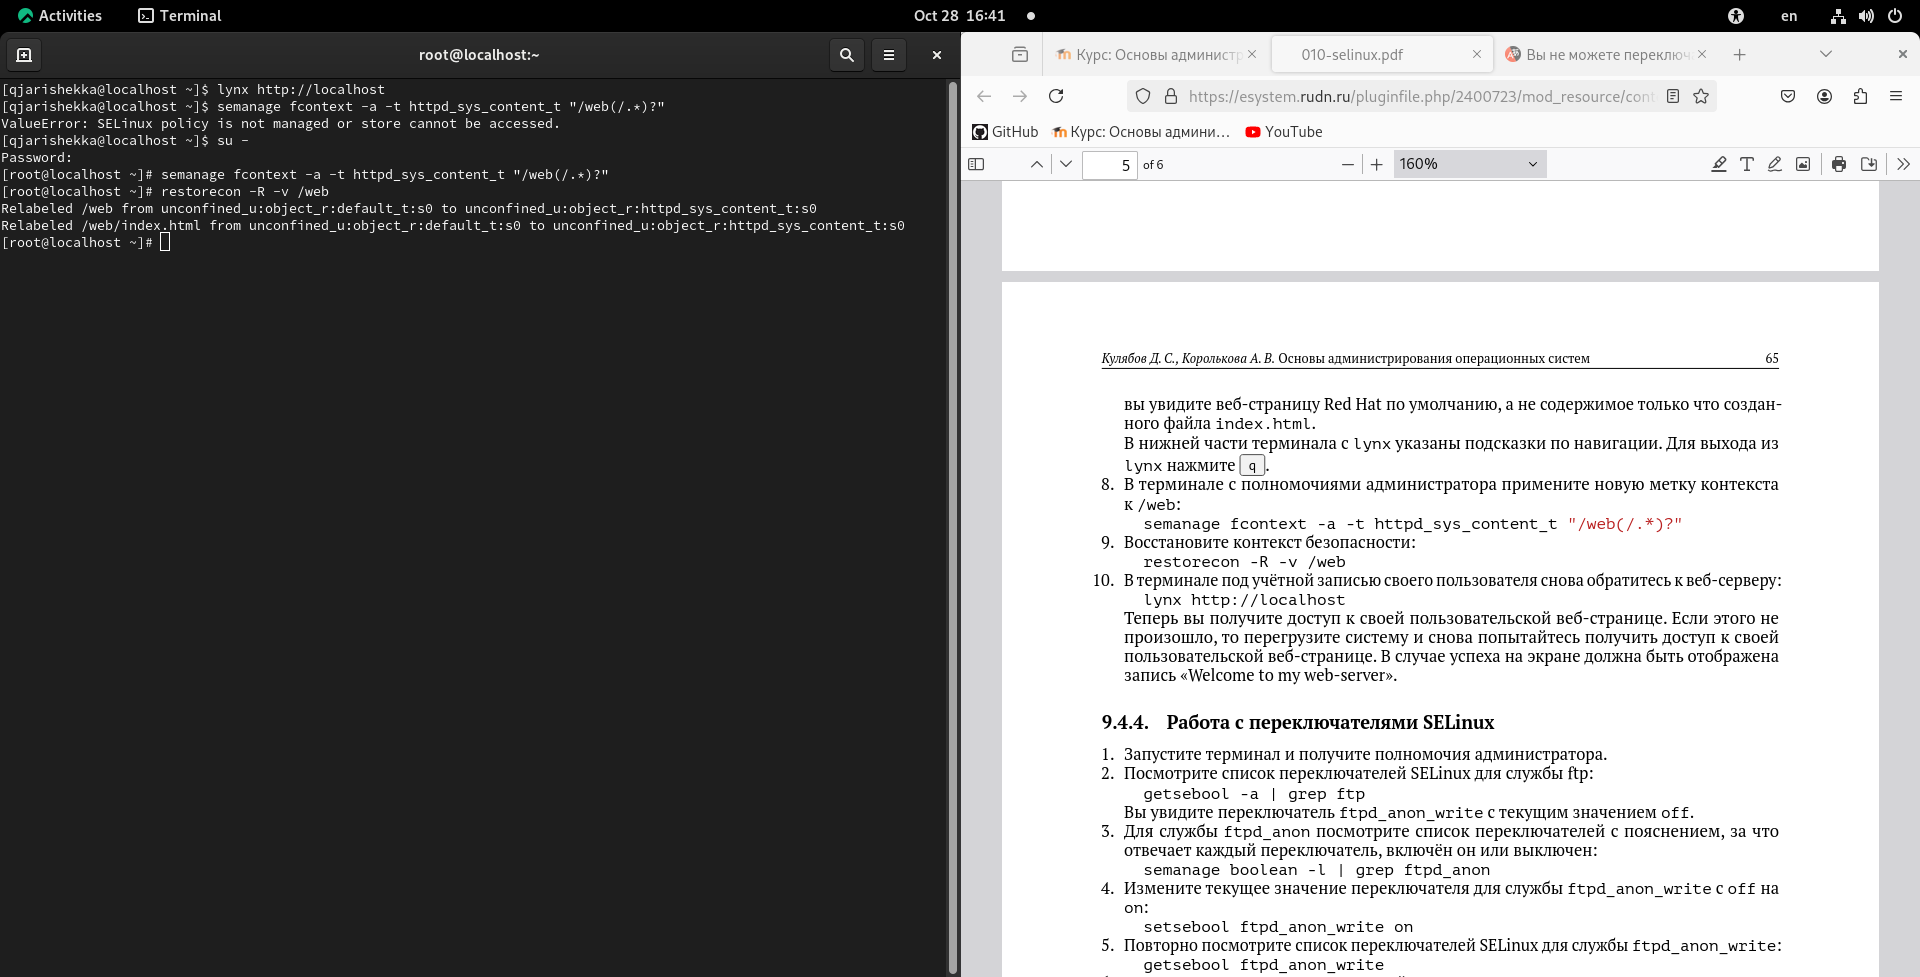 Activities
Terminal
Oct 28 16:41
en
root@localhost:~
[qjarishekka@localhost ~]$ lynx http://localhost
[qjarishekka@localhost ~]$ semanage fcontext -a -t httpd_sys_content_t "/web(/.*)?"
ValueError: SELinux policy is not managed or store cannot be accessed.
[qjarishekka@localhost ~]$ su -
Password:
[root@localhost ~]# semanage fcontext -a -t httpd_sys_content_t "/web(/.*)?"
[root@localhost ~]# restorecon -R -v /web
Relabeled /web from unconfined_u:object_r:default_t:s0 to unconfined_u:object_r:httpd_sys_content_t:s0
Relabeled /web/index.html from unconfined_u:object_r:default_t:s0 to unconfined_u:object_r:httpd_sys_content_t:s0
[root@localhost ~]#
Курс: Основы администр
010-selinux.pdf
Вы не можете переключ
https://esystem.rudn.ru/pluginfile.php/2400723/mod_resource/cont
GitHub
Курс: Основы админи…
YouTube
5 of 6
160%
Кулябов Д. С., Королькова А. В. Основы администрирования операционных систем 65
вы увидите веб-страницу Red Hat по умолчанию, а не содержимое только что создан-
ного файла index.html.
В нижней части терминала с lynx указаны подсказки по навигации. Для выхода из
lynx нажмите q .
8. В терминале с полномочиями администратора примените новую метку контекста
к /web:
semanage fcontext -a -t httpd_sys_content_t "/web(/.*)?"
9. Восстановите контекст безопасности:
restorecon -R -v /web
10. В терминале под учётной записью своего пользователя снова обратитесь к веб-серверу:
lynx http://localhost
Теперь вы получите доступ к своей пользовательской веб-странице. Если этого не
произошло, то перегрузите систему и снова попытайтесь получить доступ к своей
пользовательской веб-странице. В случае успеха на экране должна быть отображена
запись «Welcome to my web-server».
9.4.4. Работа с переключателями SELinux
1. Запустите терминал и получите полномочия администратора.
2. Посмотрите список переключателей SELinux для службы ftp:
getsebool -a | grep ftp
Вы увидите переключатель ftpd_anon_write с текущим значением off.
3. Для службы ftpd_anon посмотрите список переключателей с пояснением, за что
отвечает каждый переключатель, включён он или выключен:
semanage boolean -l | grep ftpd_anon
4. Измените текущее значение переключателя для службы ftpd_anon_write с off на
on:
setsebool ftpd_anon_write on
5. Повторно посмотрите список переключателей SELinux для службы ftpd_anon_write:
getsebool ftpd_anon_write